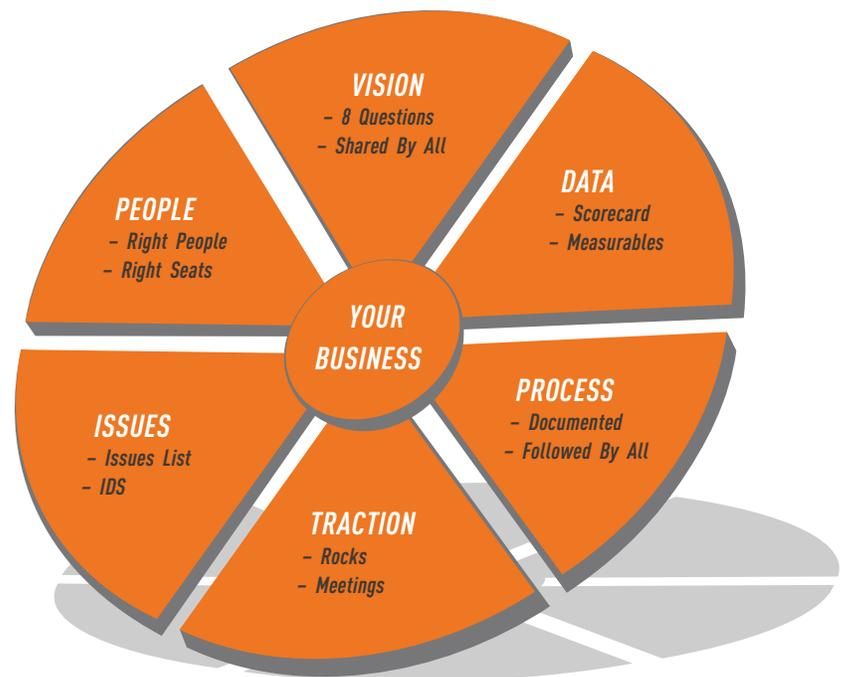 VISION
– 8 Questions
– Shared By All
DATA
– Scorecard
– Measurables
PEOPLE
– Right People
– Right Seats
YOUR
BUSINESS
PROCESS
– Documented
– Followed By All
ISSUES
– Issues List
– IDS
TRACTION
– Rocks
– Meetings